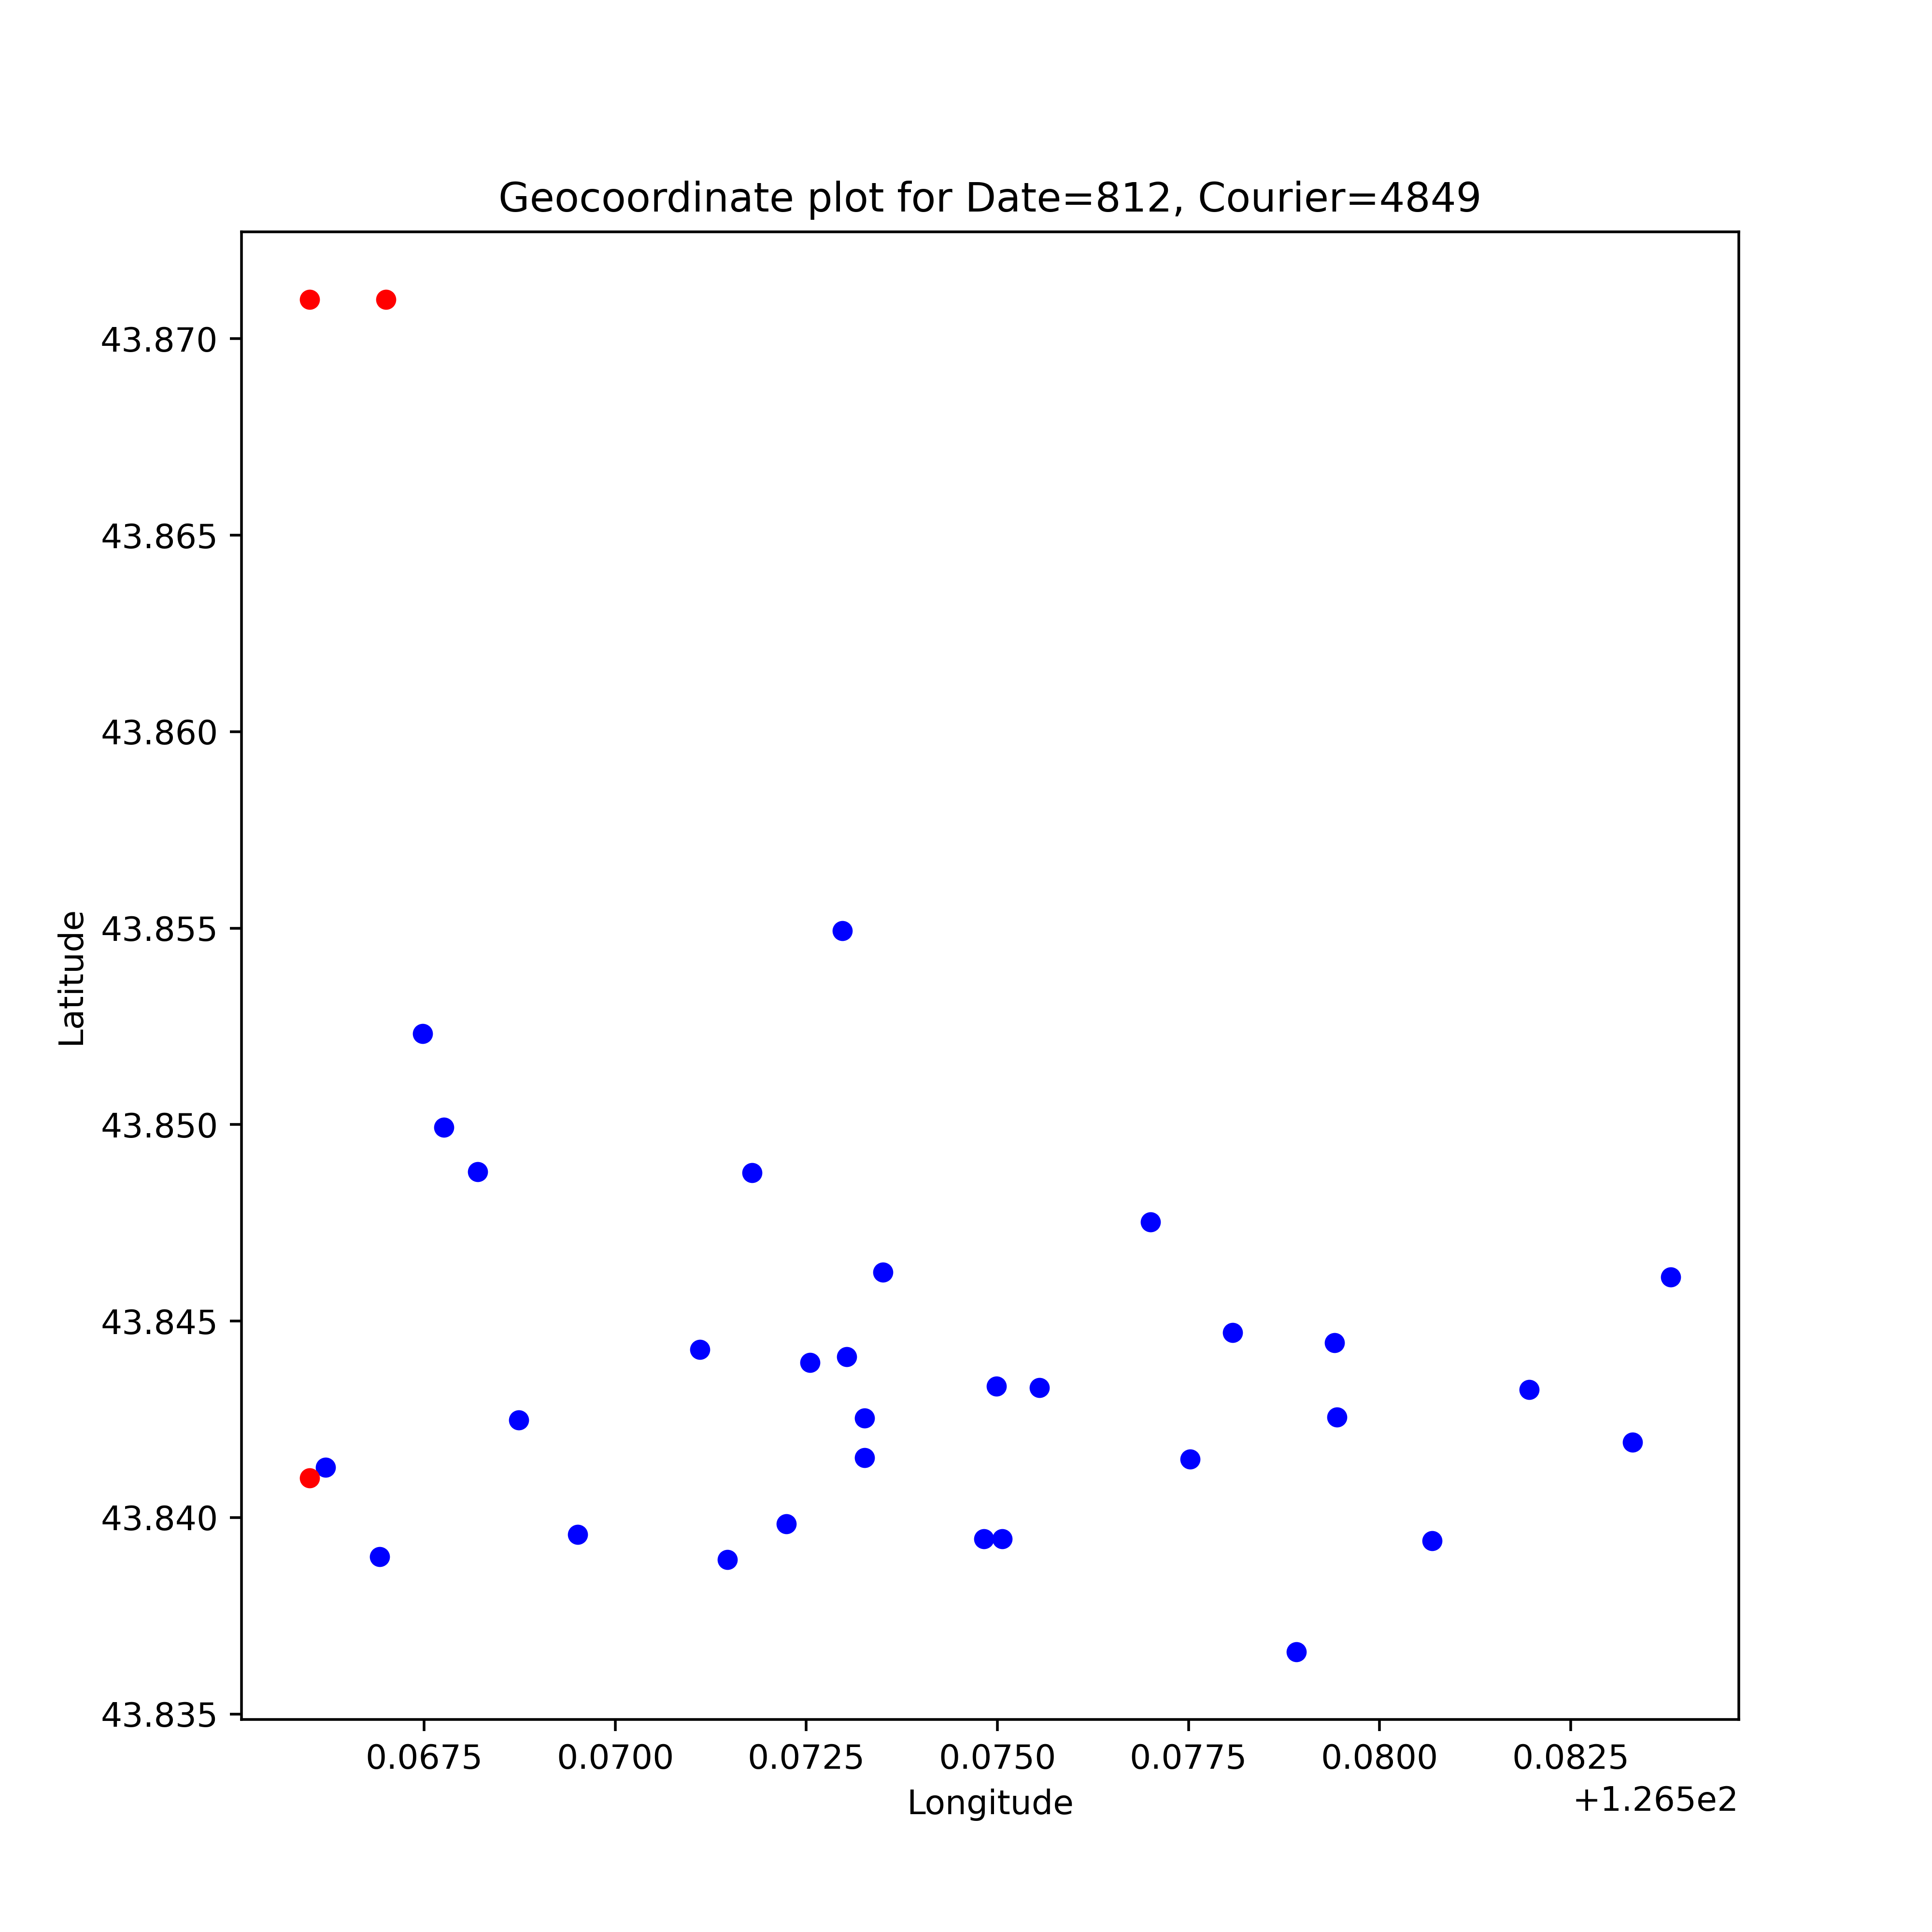 Geocoordinate plot for Date=812, Courier=4849
43.870
43.865
43.860
43.855
43.850
43.845
43.840
43.835
Latitude
0.0675 0.0700 0.0725 0.0750 0.0775 0.0800 0.0825
+1.265e2
Longitude